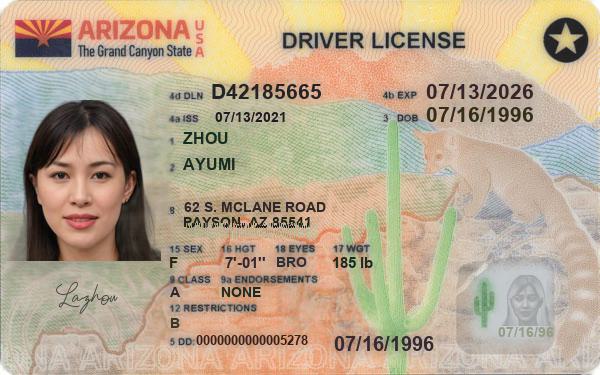 ARIZONA USA
The Grand Canyon State
DRIVER LICENSE
4d DLN D42185665
4b EXP 07/13/2026
4a ISS 07/13/2021
3 DOB 07/16/1996
1 ZHOU
2 AYUMI
8 62 S. MCLANE ROAD
PAYSON, AZ 85541
15 SEX 16 HGT 18 EYES 17 WGT
F 7'-01" BRO 185 lb
9 CLASS 9a ENDORSEMENTS
A NONE
12 RESTRICTIONS
B
Lazhou
5 DD: 0000000000005278
07/16/1996
07/16/96
ARIZONA ARIZONA ARIZONA ARIZONA